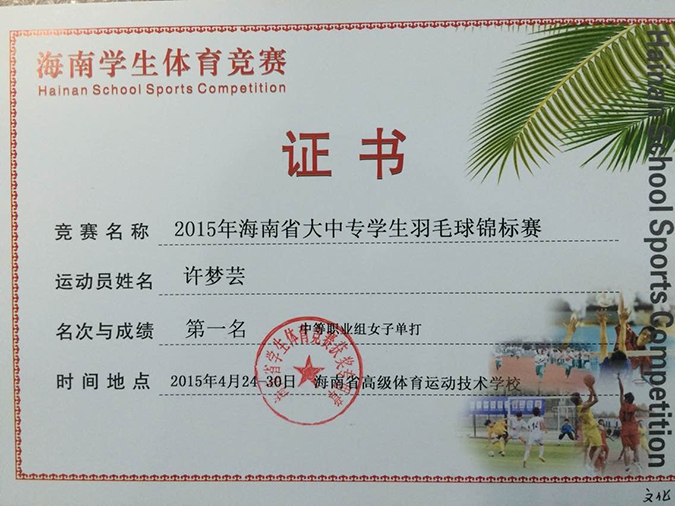 海南学生体育竞赛
Hainan School Sports Competition
证书
竞赛名称 2015年海南省大中专学生羽毛球锦标赛
运动员姓名 许梦芸
名次与成绩 第一名 中等职业组女子单打
时间地点 2015年4月24-30日 海南省高级体育运动技术学校
Hainan School Sports Competition
文化